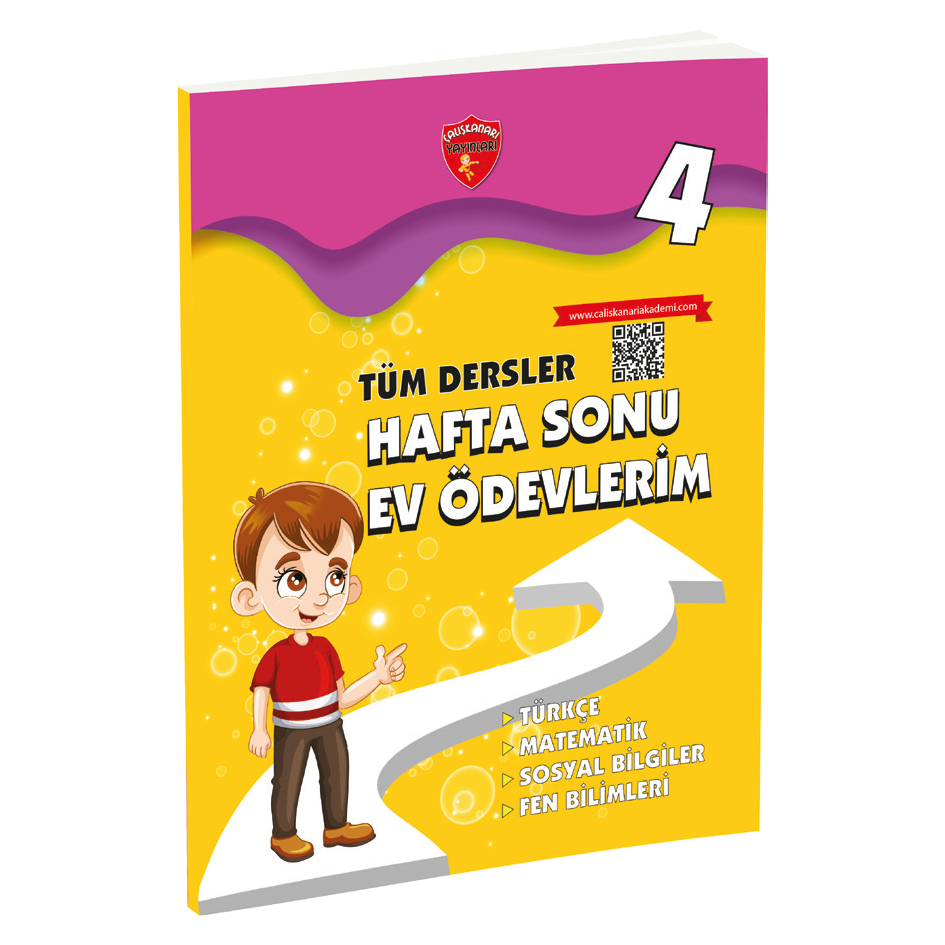 ÇALIŞKANARI
YAYINLARI
4
www.caliskanariakademi.com
TÜM DERSLER
HAFTA SONU
EV ÖDEVLERİM
TÜRKÇE
MATEMATİK
SOSYAL BİLGİLER
FEN BİLİMLERİ